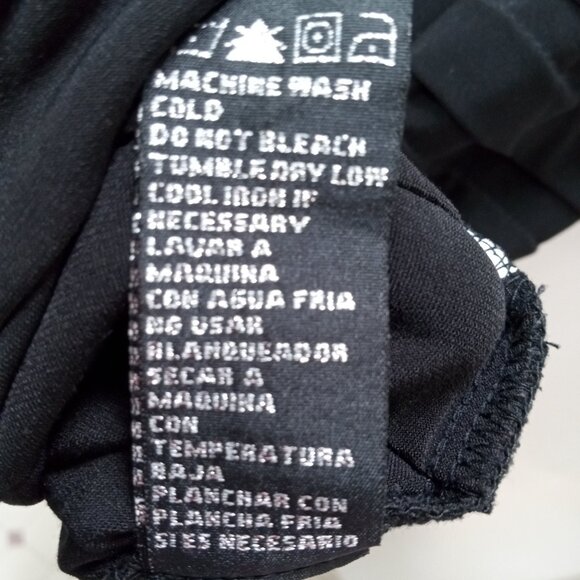 MACHINE WASH
COLD
DO NOT BLEACH
TUMBLE DRY LOW
COOL IRON IF
NECESSARY
LAVAR A
MAQUINA
CON AGUA FRIA
NO USAR
BLANQUEADOR
SECAR A
MAQUINA
CON
TEMPERATURA
BAJA
PLANCHAR CON
PLANCHA FRIA
SI ES NECESARIO